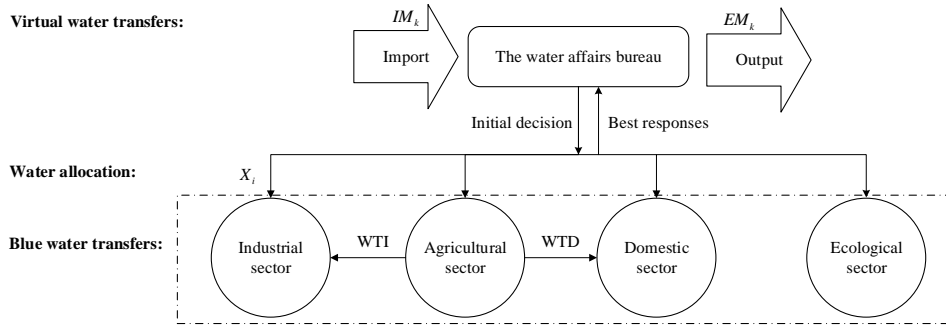 Virtual water transfers:
IM_k
EM_k
Import
The water affairs bureau
Output
Initial decision
Best responses
Water allocation:
X_i
Blue water transfers:
Industrial
sector
WTI
Agricultural
sector
WTD
Domestic
sector
Ecological
sector